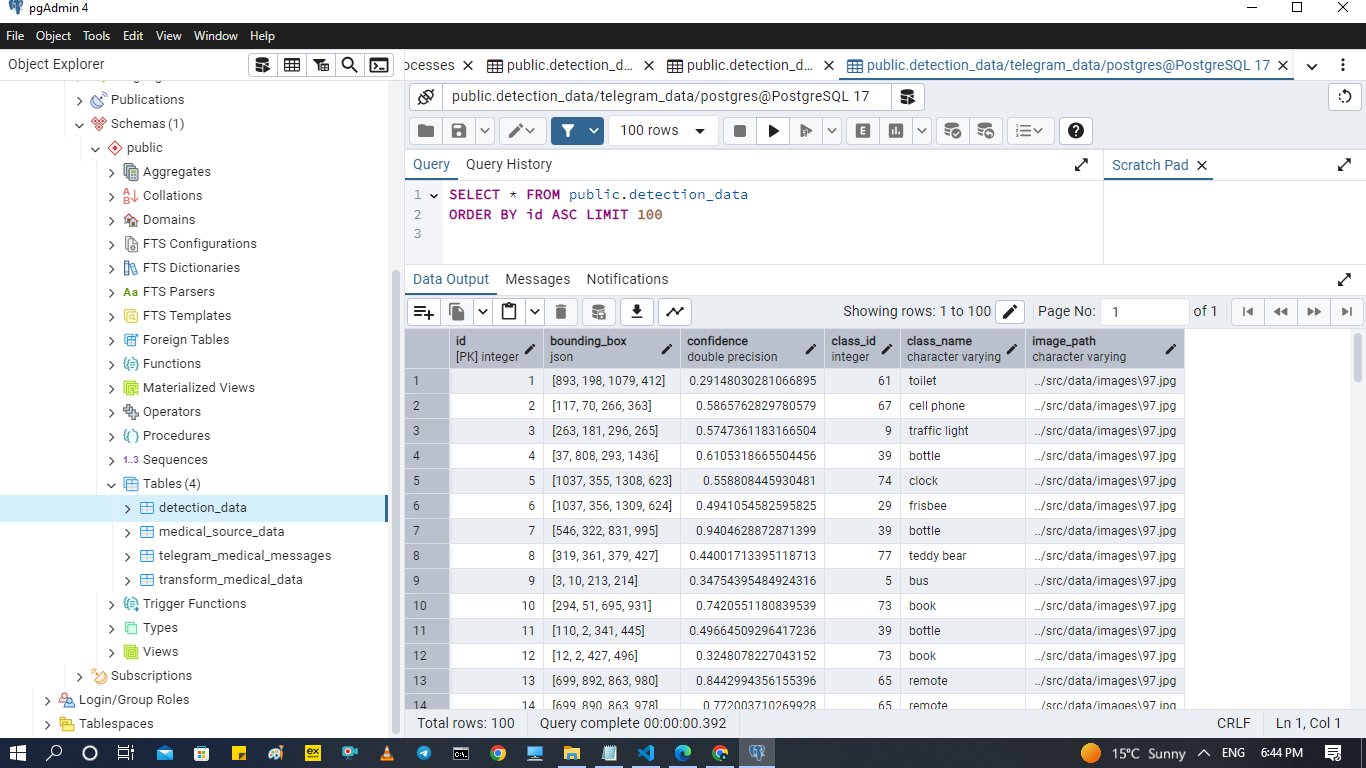 pgAdmin 4
File Object Tools Edit View Window Help
Object Explorer
Publications
Schemas (1)
public
Aggregates
Collations
Domains
FTS Configurations
FTS Dictionaries
FTS Parsers
FTS Templates
Foreign Tables
Functions
Materialized Views
Operators
Procedures
1..3 Sequences
Tables (4)
detection_data
medical_source_data
telegram_medical_messages
transform_medical_data
Trigger Functions
Types
Views
Subscriptions
Login/Group Roles
Tablespaces
ocesses public.detection_d... public.detection_d... public.detection_data/telegram_data/postgres@PostgreSQL 17
public.detection_data/telegram_data/postgres@PostgreSQL 17
100 rows E
Query Query History Scratch Pad
1 SELECT * FROM public.detection_data
2 ORDER BY id ASC LIMIT 100
3
Data Output Messages Notifications
Showing rows: 1 to 100 Page No: 1 of 1
id bounding_box confidence class_id class_name image_path
[PK] integer json double precision integer character varying character varying
1 1 [893, 198, 1079, 412] 0.29148030281066895 61 toilet ../src/data/images\97.jpg
2 2 [117, 70, 266, 363] 0.5865762829780579 67 cell phone ../src/data/images\97.jpg
3 3 [263, 181, 296, 265] 0.5747361183166504 9 traffic light ../src/data/images\97.jpg
4 4 [37, 808, 293, 1436] 0.6105318665504456 39 bottle ../src/data/images\97.jpg
5 5 [1037, 355, 1308, 623] 0.558808445930481 74 clock ../src/data/images\97.jpg
6 6 [1037, 356, 1309, 624] 0.4941054582595825 29 frisbee ../src/data/images\97.jpg
7 7 [546, 322, 831, 995] 0.9404628872871399 39 bottle ../src/data/images\97.jpg
8 8 [319, 361, 379, 427] 0.44001713395118713 77 teddy bear ../src/data/images\97.jpg
9 9 [3, 10, 213, 214] 0.34754395484924316 5 bus ../src/data/images\97.jpg
10 10 [294, 51, 695, 931] 0.7420551180839539 73 book ../src/data/images\97.jpg
11 11 [110, 2, 341, 445] 0.49664509296417236 39 bottle ../src/data/images\97.jpg
12 12 [12, 2, 427, 496] 0.3248078227043152 73 book ../src/data/images\97.jpg
13 13 [699, 892, 863, 980] 0.8442994356155396 65 remote ../src/data/images\97.jpg
14 14 [699, 890, 863, 978] 0.772003710269928 65 remote ../src/data/images\97.jpg
Total rows: 100 Query complete 00:00:00.392 CRLF Ln 1, Col 1
15°C Sunny ENG 6:44 PM